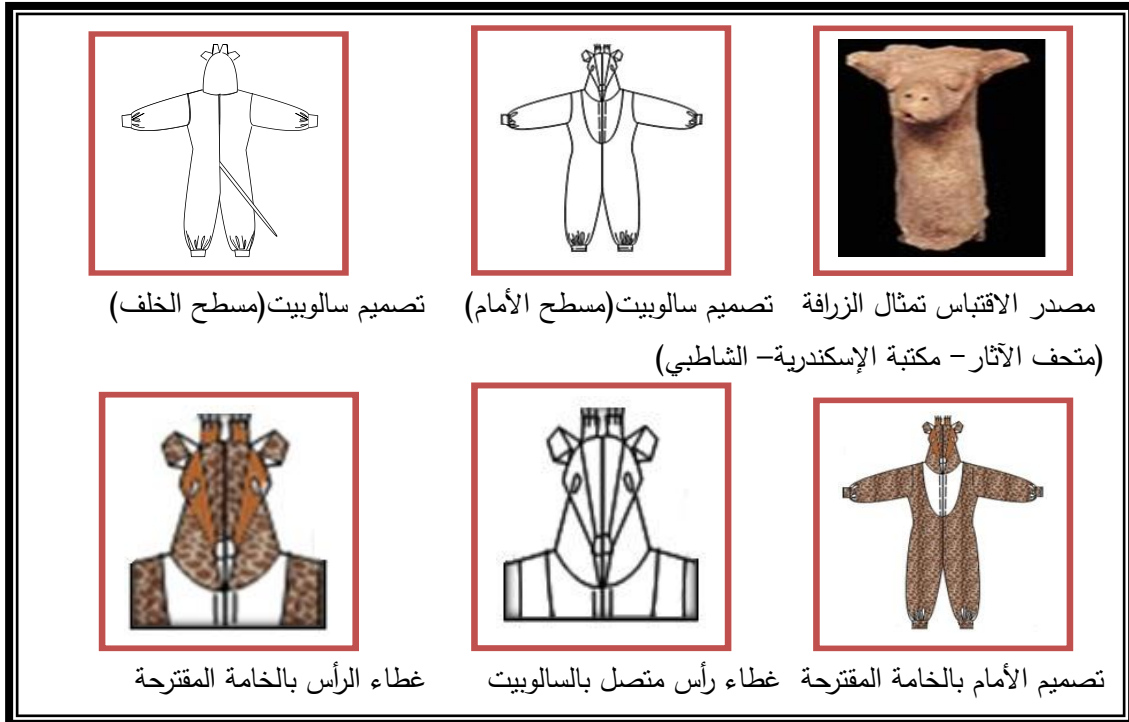 مصدر الاقتباس تمثال الزرافة تصميم سالوبيت(مسطح الأمام) تصميم سالوبيت(مسطح الخلف)
(متحف الآثار – مكتبة الإسكندرية– الشاطبي)
تصميم الأمام بالخامة المقترحة غطاء رأس متصل بالسالوبيت غطاء الرأس بالخامة المقترحة